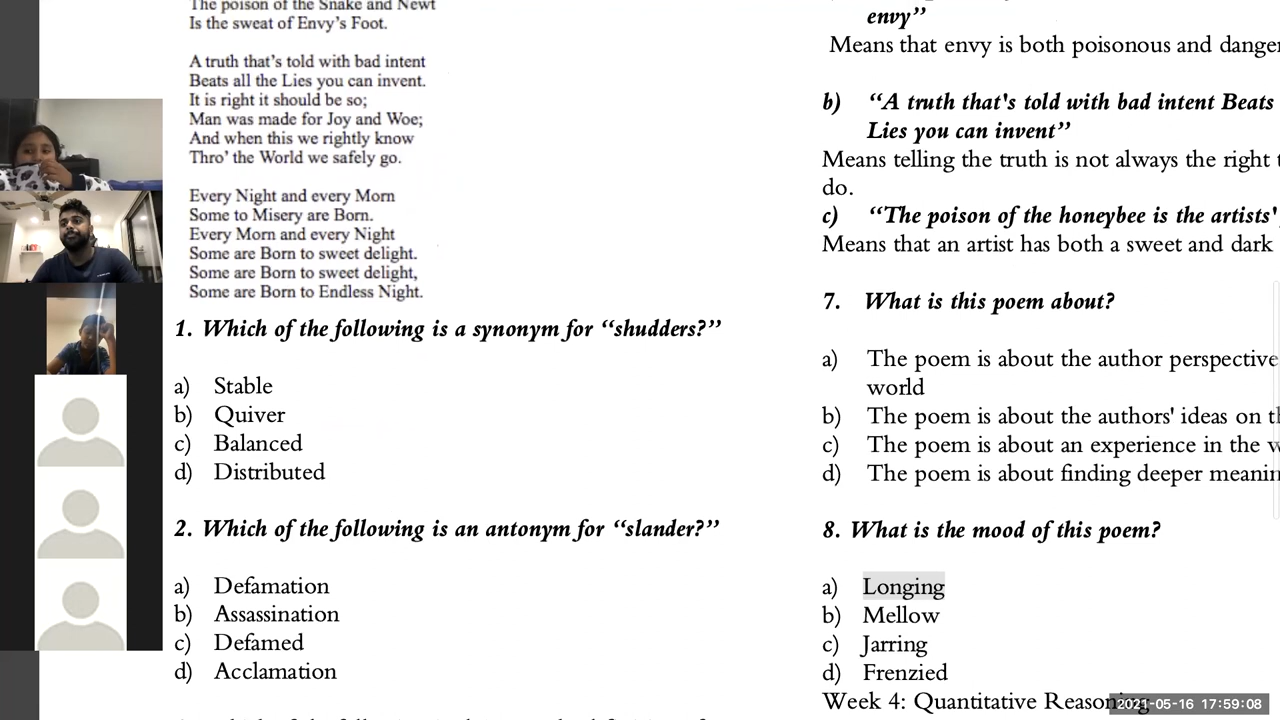 The poison of the Snake and Newt
Is the sweat of Envy's Foot.
A truth that's told with bad intent
Beats all the Lies you can invent.
It is right it should be so;
Man was made for Joy and Woe;
And when this we rightly know
Thro' the World we safely go.
Every Night and every Morn
Some to Misery are Born.
Every Morn and every Night
Some are Born to sweet delight.
Some are Born to sweet delight,
Some are Born to Endless Night.
1. Which of the following is a synonym for “shudders?”
a) Stable
b) Quiver
c) Balanced
d) Distributed
2. Which of the following is an antonym for “slander?”
a) Defamation
b) Assassination
c) Defamed
d) Acclamation
envy”
Means that envy is both poisonous and
b) “A truth that's told with bad intent Beats
Lies you can invent”
Means telling the truth is not always the right
do.
c) “The poison of the honeybee is the artists'
Means that an artist has both a sweet and dark
7. What is this poem about?
a) The poem is about the author perspective
world
b) The poem is about the authors' ideas on
c) The poem is about an experience in the
d) The poem is about finding deeper
8. What is the mood of this poem?
a) Longing
b) Mellow
c) Jarring
d) Frenzied
Week 4: Quantitative Reasoning
2021-05-16 17:59:08